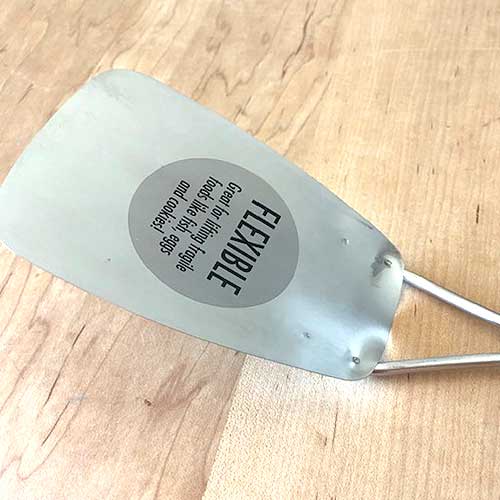 FLEXIBLE
Great for lifting fragile
foods like fish, eggs
and cookies!